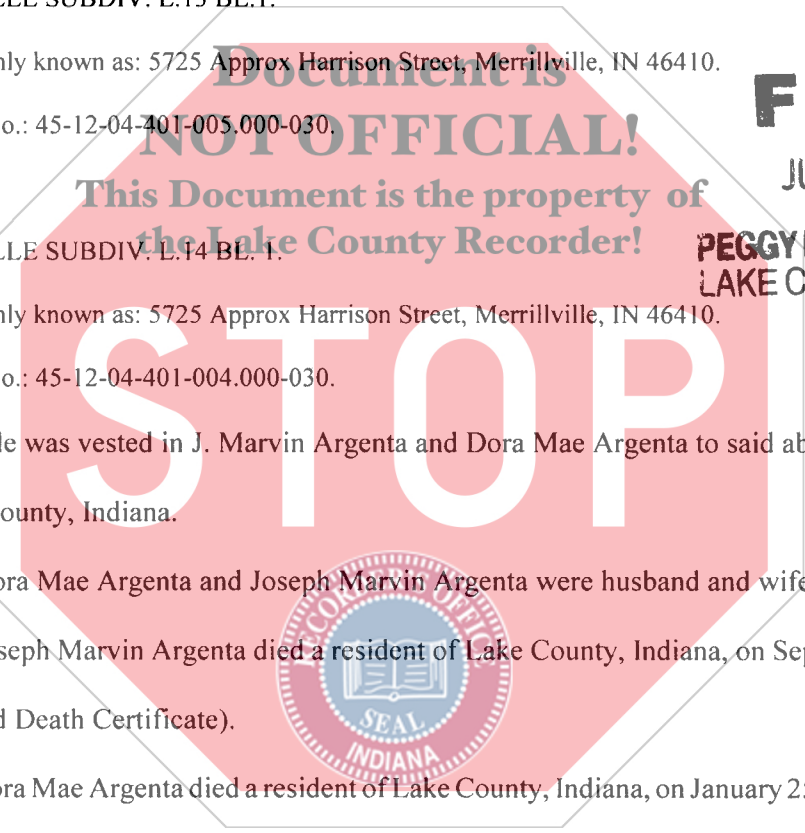 LLE SUBDIV. L.15 BL.1.
nly known as: 5725 Approx Harrison Street, Merrillville, IN 46410.
Document is
F
o.: 45-12-04-401-005.000-030.
NOT OFFICIAL!
JU
This Document is the property of
the Lake County Recorder!
LLE SUBDIV. L.14 BL. 1.
PEGGY
LAKE C
nly known as: 5725 Approx Harrison Street, Merrillville, IN 46410.
o.: 45-12-04-401-004.000-030.
STOP
le was vested in J. Marvin Argenta and Dora Mae Argenta to said ab
ounty, Indiana.
ora Mae Argenta and Joseph Marvin Argenta were husband and wife
seph Marvin Argenta died a resident of Lake County, Indiana, on Sep
RECORDER'S OFFICE
d Death Certificate).
SEAL
INDIANA
ora Mae Argenta died a resident of Lake County, Indiana, on January 2